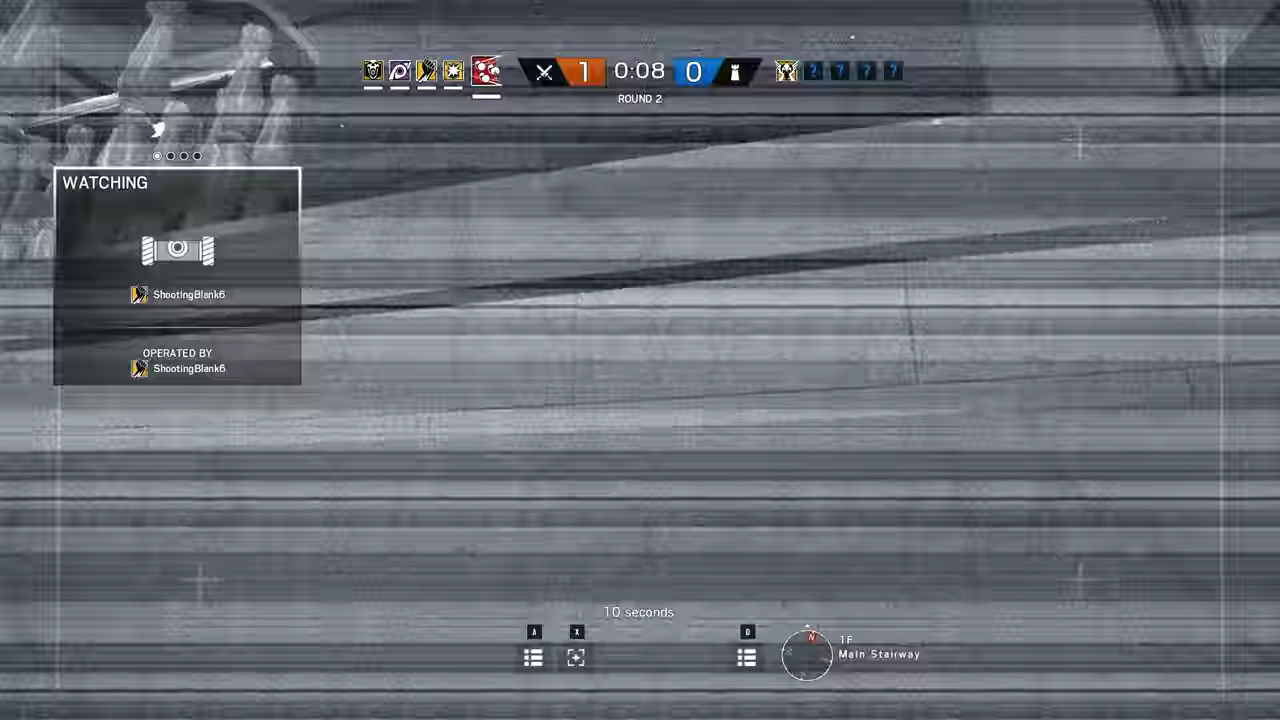 1 0:08 0
? ? ? ?
ROUND 2
WATCHING
ShootingBlank6
OPERATED BY
ShootingBlank6
10 seconds
A X D
N
1F
Main Stairway